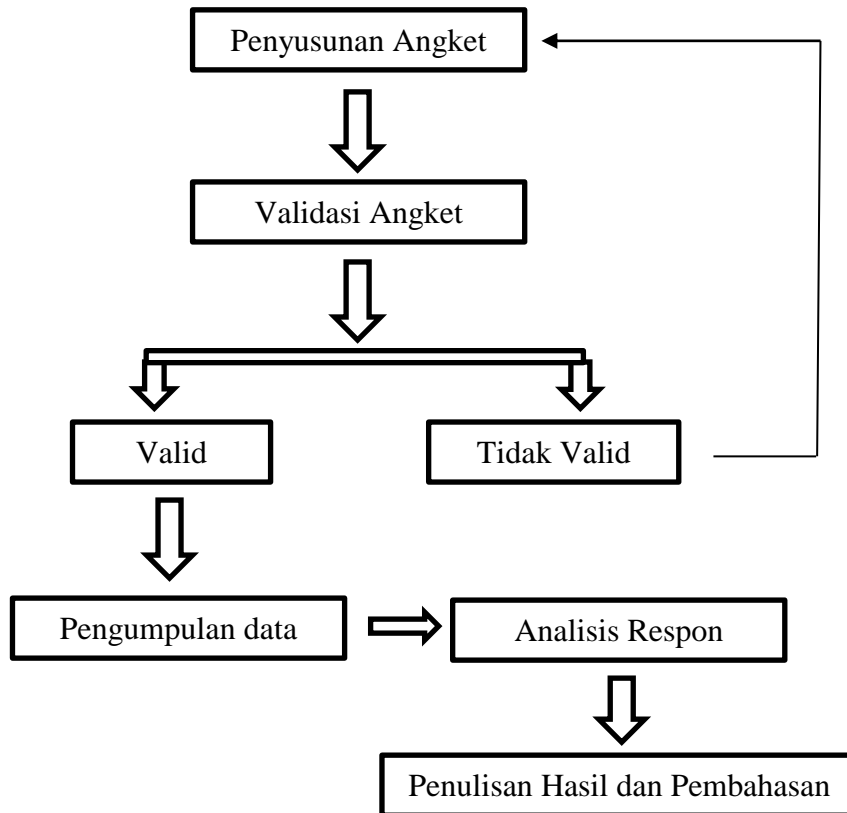 Penyusunan Angket
Validasi Angket
Valid
Tidak Valid
Pengumpulan data
Analisis Respon
Penulisan Hasil dan Pembahasan